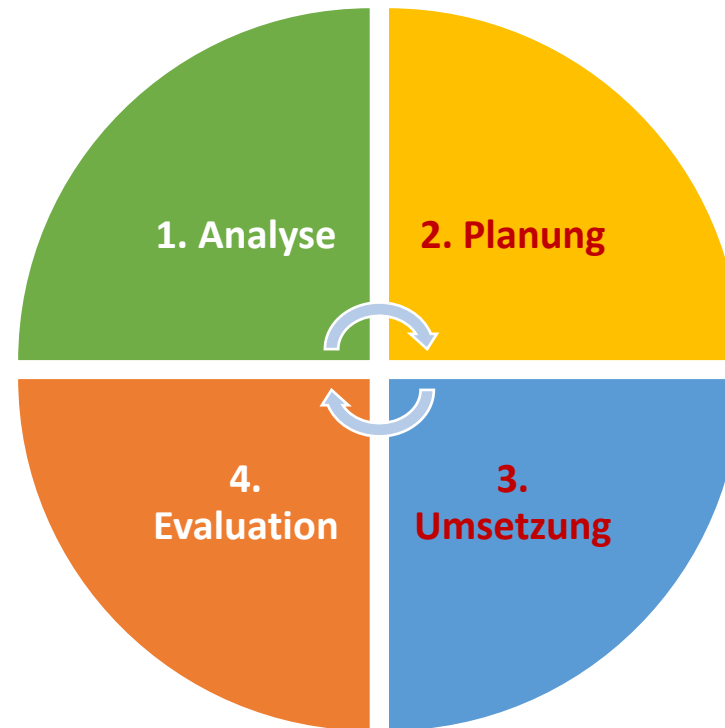 1. Analyse
2. Planung
4.
Evaluation
3.
Umsetzung